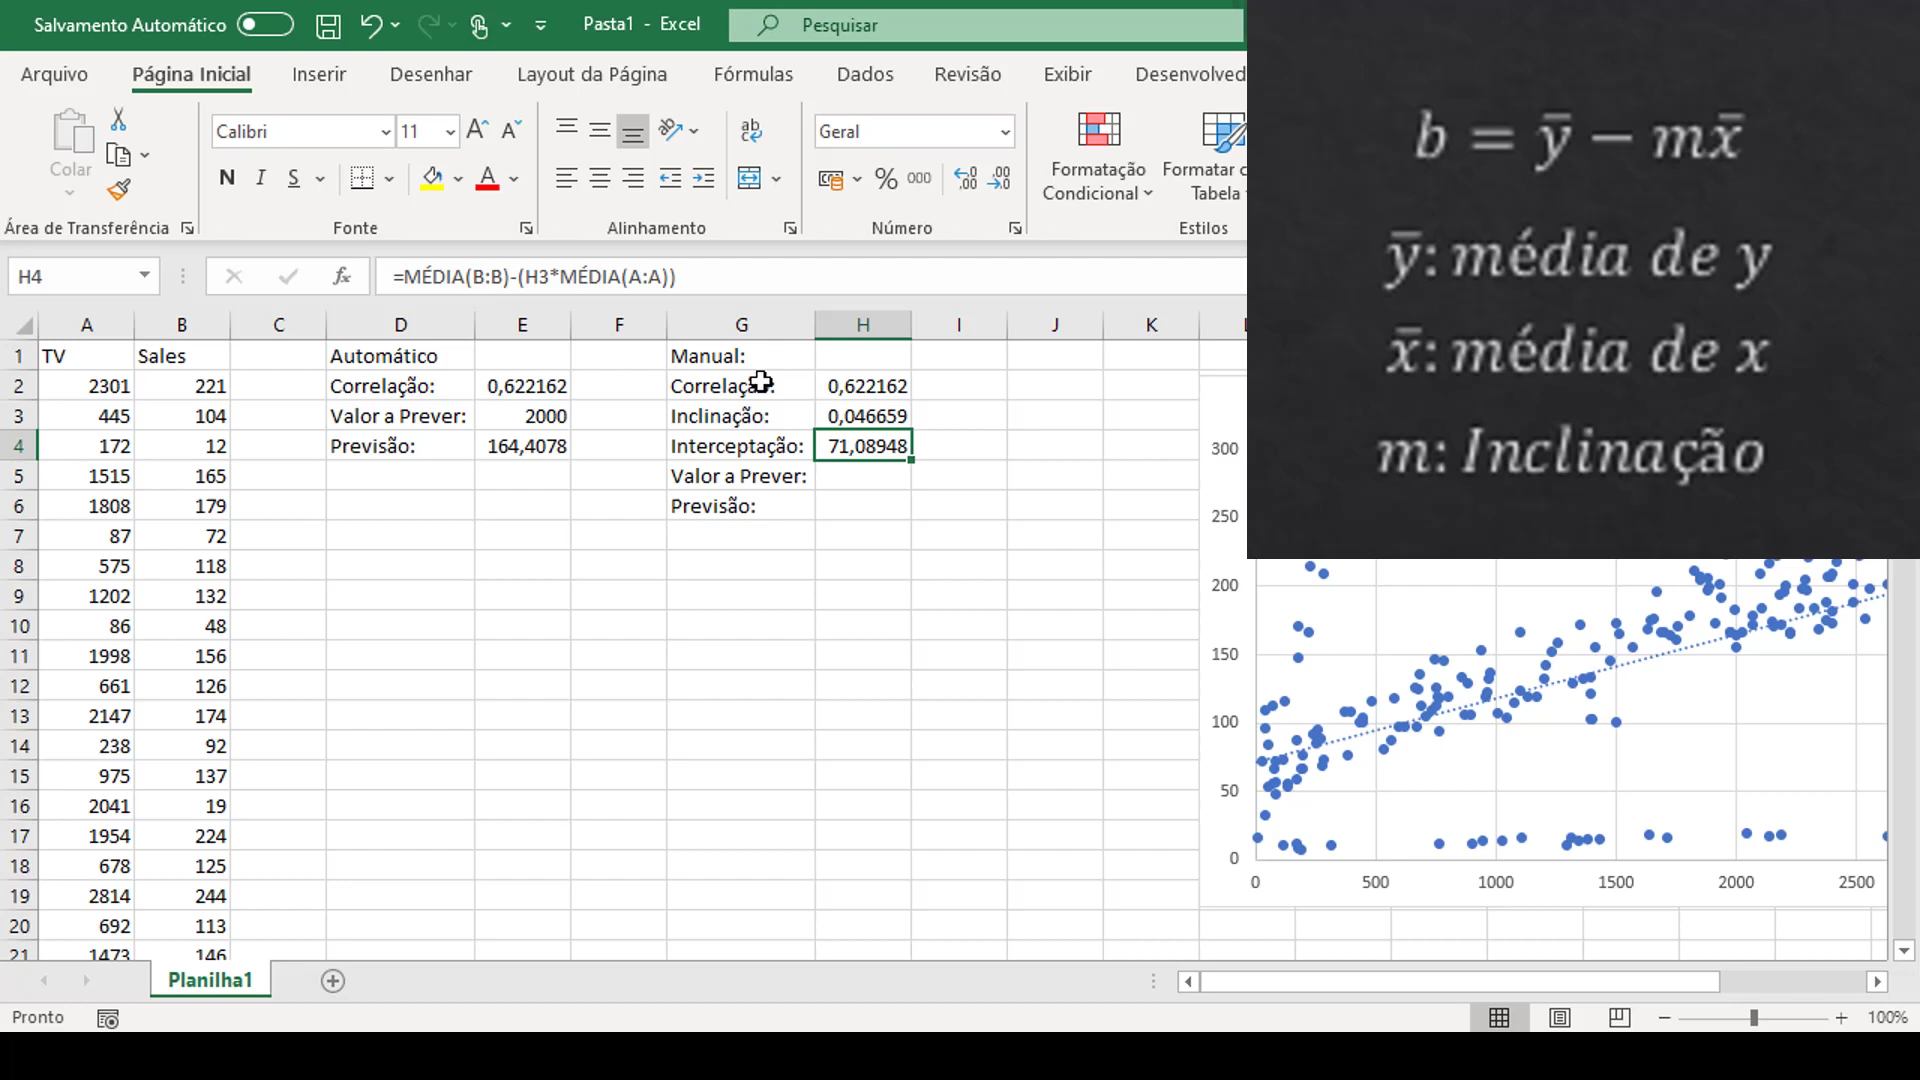 Salvamento Automático
Pasta1 - Excel
Pesquisar
Arquivo Página Inicial Inserir Desenhar Layout da Página Fórmulas Dados Revisão Exibir Desenvolved
Colar
Calibri 11
N I S A
ab
Geral
% 000
Formatação Condicional
Formatar c Tabela
Área de Transferência Fonte Alinhamento Número Estilos
H4 fx =MÉDIA(B:B)-(H3*MÉDIA(A:A))
A B C D E F G H I J K
1 TV Sales Automático Manual:
2 2301 221 Correlação: 0,622162 Correlação: 0,622162
3 445 104 Valor a Prever: 2000 Inclinação: 0,046659
4 172 12 Previsão: 164,4078 Interceptação: 71,08948
5 1515 165 Valor a Prever:
6 1808 179 Previsão:
7 87 72
8 575 118
9 1202 132
10 86 48
11 1998 156
12 661 126
13 2147 174
14 238 92
15 975 137
16 2041 19
17 1954 224
18 678 125
19 2814 244
20 692 113
21 1473 146
b = ȳ − mx̄
ȳ: média de y
x̄: média de x
m: Inclinação
300
250
200
150
100
50
0
0 500 1000 1500 2000 2500
Planilha1
Pronto
100%